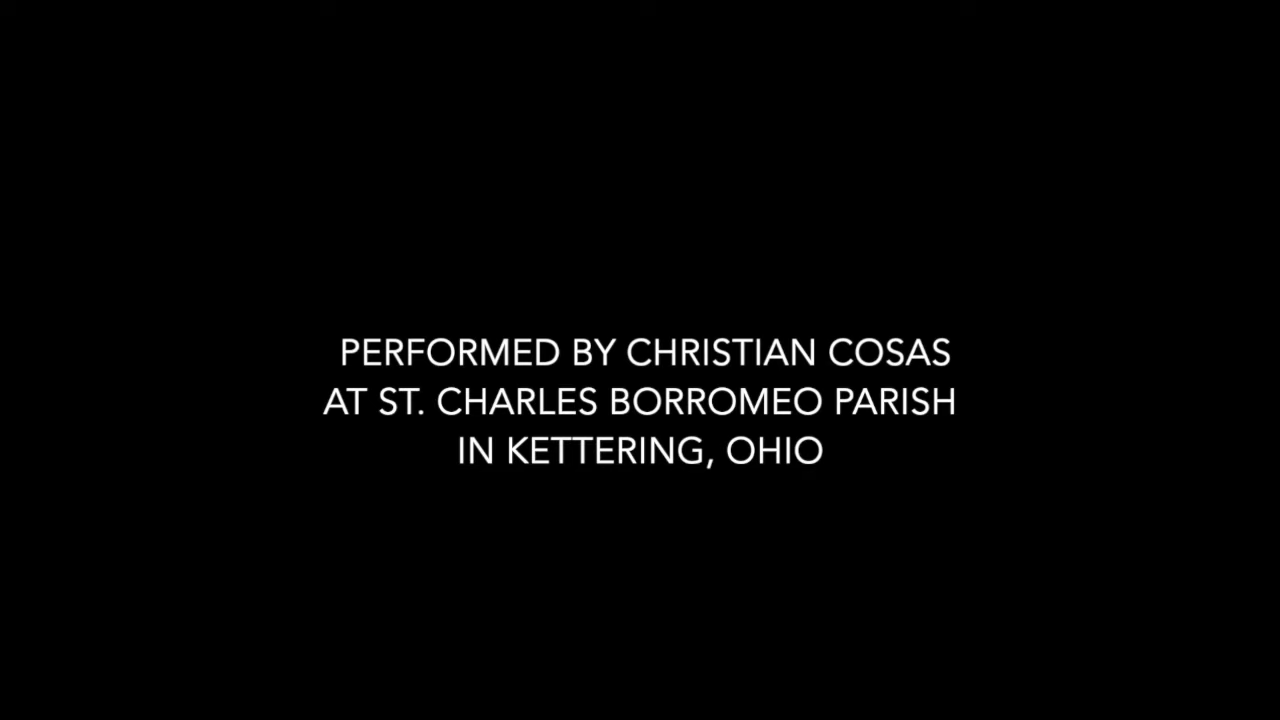 PERFORMED BY CHRISTIAN COSAS
AT ST. CHARLES BORROMEO PARISH
IN KETTERING, OHIO